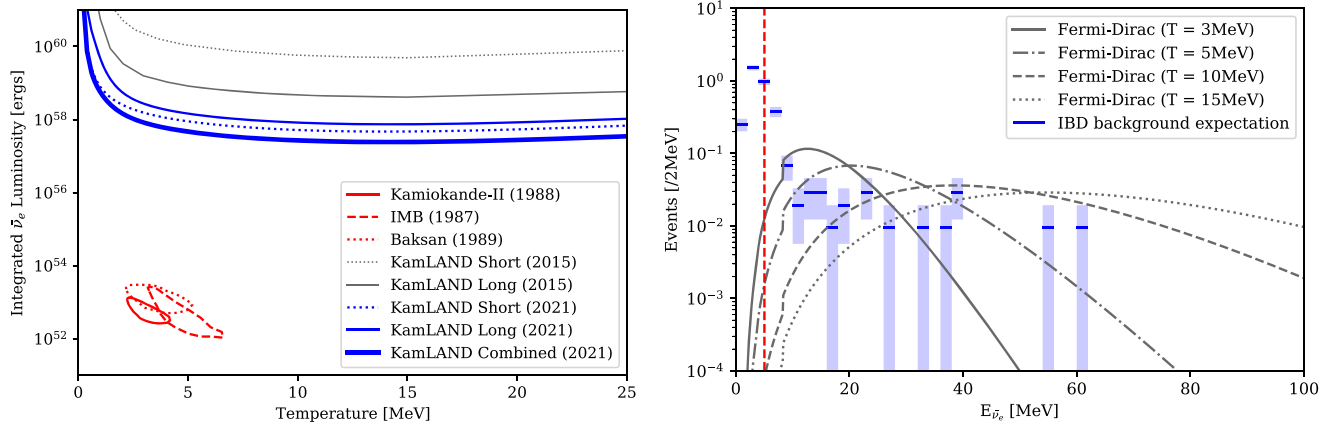 10^{60}
10^{58}
10^{56}
10^{54}
10^{52}
Integrated ν̄_e Luminosity [ergs]
Kamiokande-II (1988)
IMB (1987)
Baksan (1989)
KamLAND Short (2015)
KamLAND Long (2015)
KamLAND Short (2021)
KamLAND Long (2021)
KamLAND Combined (2021)
0 5 10 15 20 25
Temperature [MeV]
10^1
10^0
10^{-1}
10^{-2}
10^{-3}
10^{-4}
Events [/2MeV]
Fermi-Dirac (T = 3MeV)
Fermi-Dirac (T = 5MeV)
Fermi-Dirac (T = 10MeV)
Fermi-Dirac (T = 15MeV)
IBD background expectation
0 20 40 60 80 100
E_{ν̄_e} [MeV]